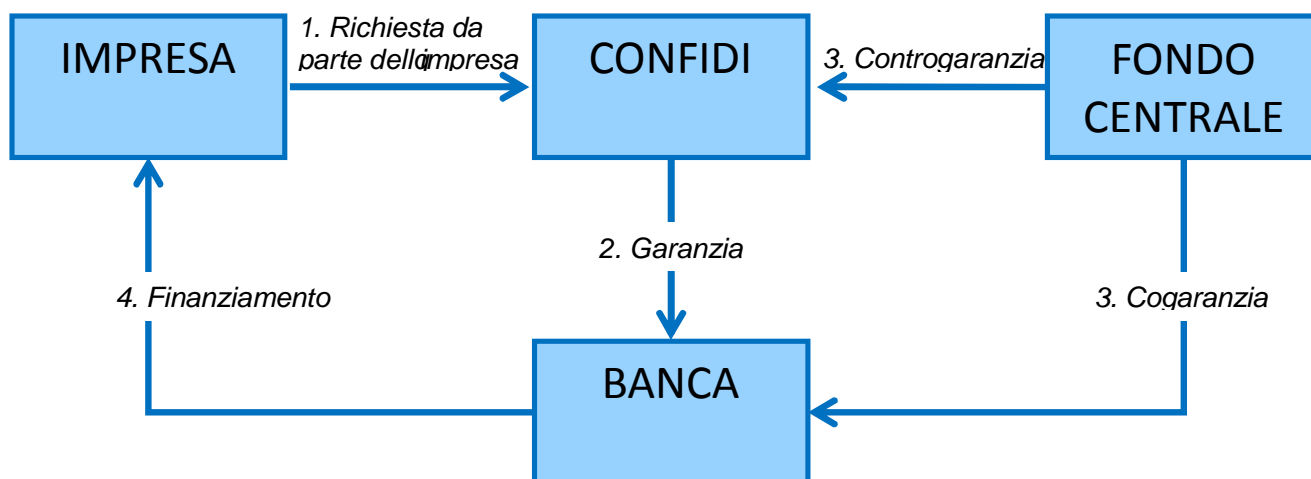 IMPRESA
1. Richiesta da
parte dell impresa
CONFIDI
3. Controgaranzia
FONDO
CENTRALE
2. Garanzia
4. Finanziamento
3. Cogaranzia
BANCA